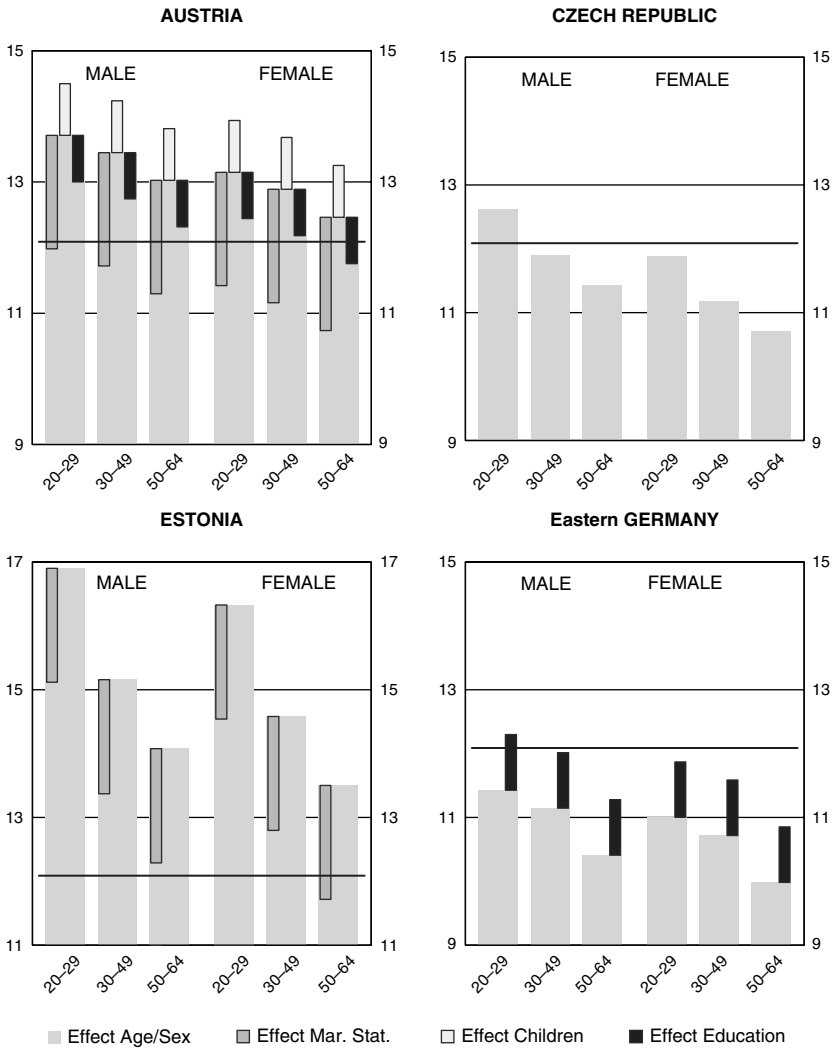 AUSTRIA
15 15
MALE FEMALE
13 13
11 11
9 9
20–29 30–49 50–64 20–29 30–49 50–64
CZECH REPUBLIC
15 15
MALE FEMALE
13 13
11 11
9 9
20–29 30–49 50–64 20–29 30–49 50–64
ESTONIA
17 17
MALE FEMALE
15 15
13 13
11 11
20–29 30–49 50–64 20–29 30–49 50–64
Eastern GERMANY
15 15
MALE FEMALE
13 13
11 11
9 9
20–29 30–49 50–64 20–29 30–49 50–64
Effect Age/Sex Effect Mar. Stat. Effect Children Effect Education